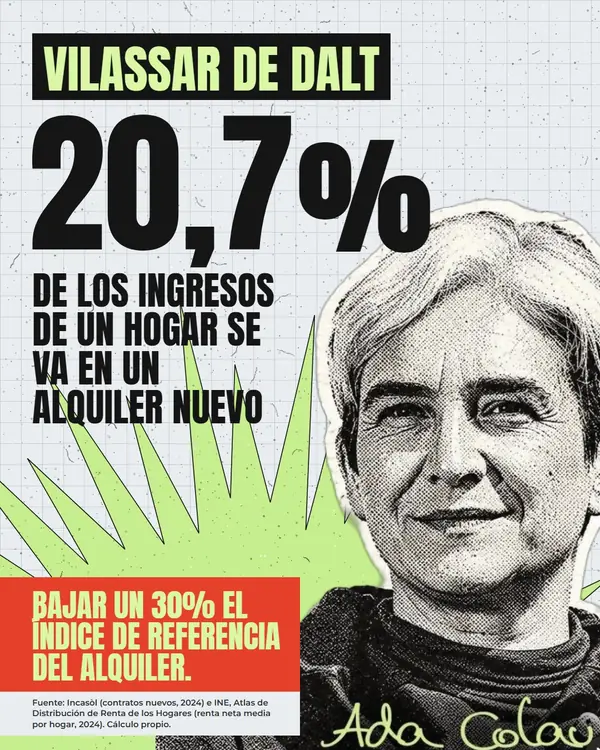 VILASSAR DE DALT
20,7%
DE LOS INGRESOS
DE UN HOGAR SE
VA EN UN
ALQUILER NUEVO
BAJAR UN 30% EL
ÍNDICE DE REFERENCIA
DEL ALQUILER.
Fuente: Incasòl (contratos nuevos, 2024) e INE, Atlas de
Distribución de Renta de los Hogares (renta neta media
por hogar, 2024). Cálculo propio.
Ada Colau